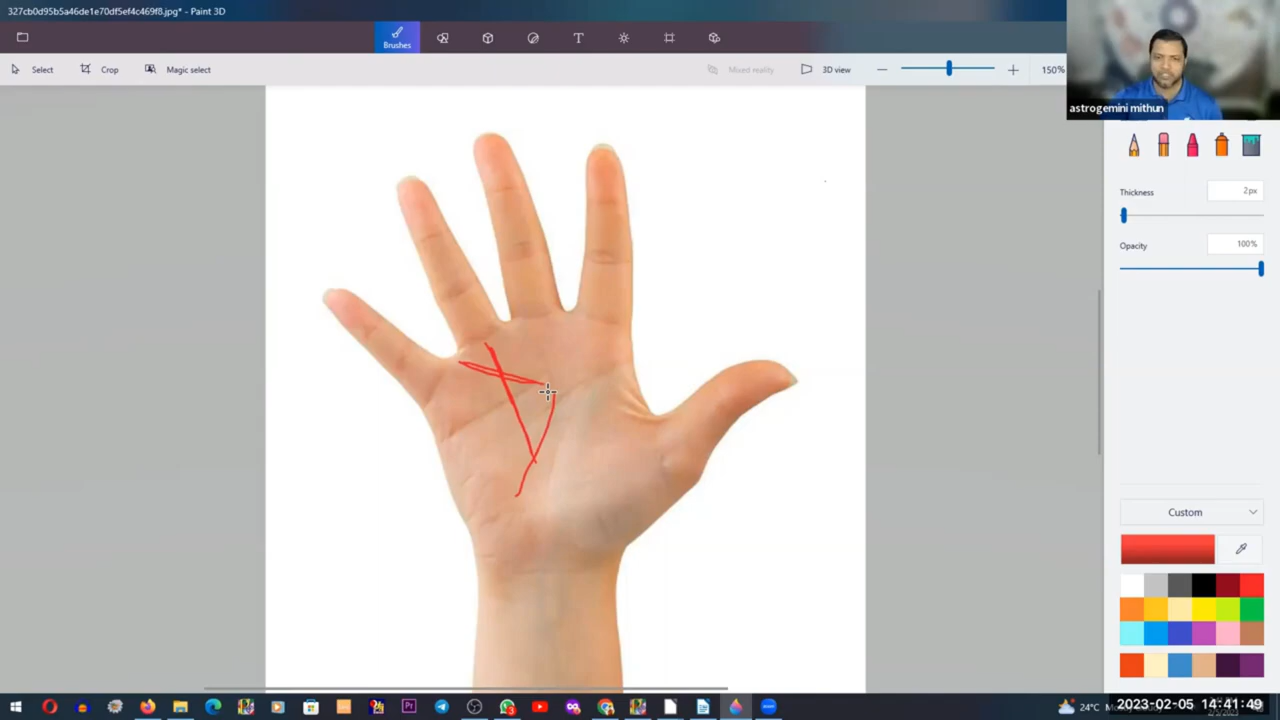 327cb0d95b5a46de1e70df5ef4c469f8.jpg* - Paint 3D
Brushes
Select
Crop
Magic select
Mixed reality
3D view
150%
astrogemini mithun
Thickness
2px
Opacity
100%
Custom
24°C
2023-02-05 14:41:49